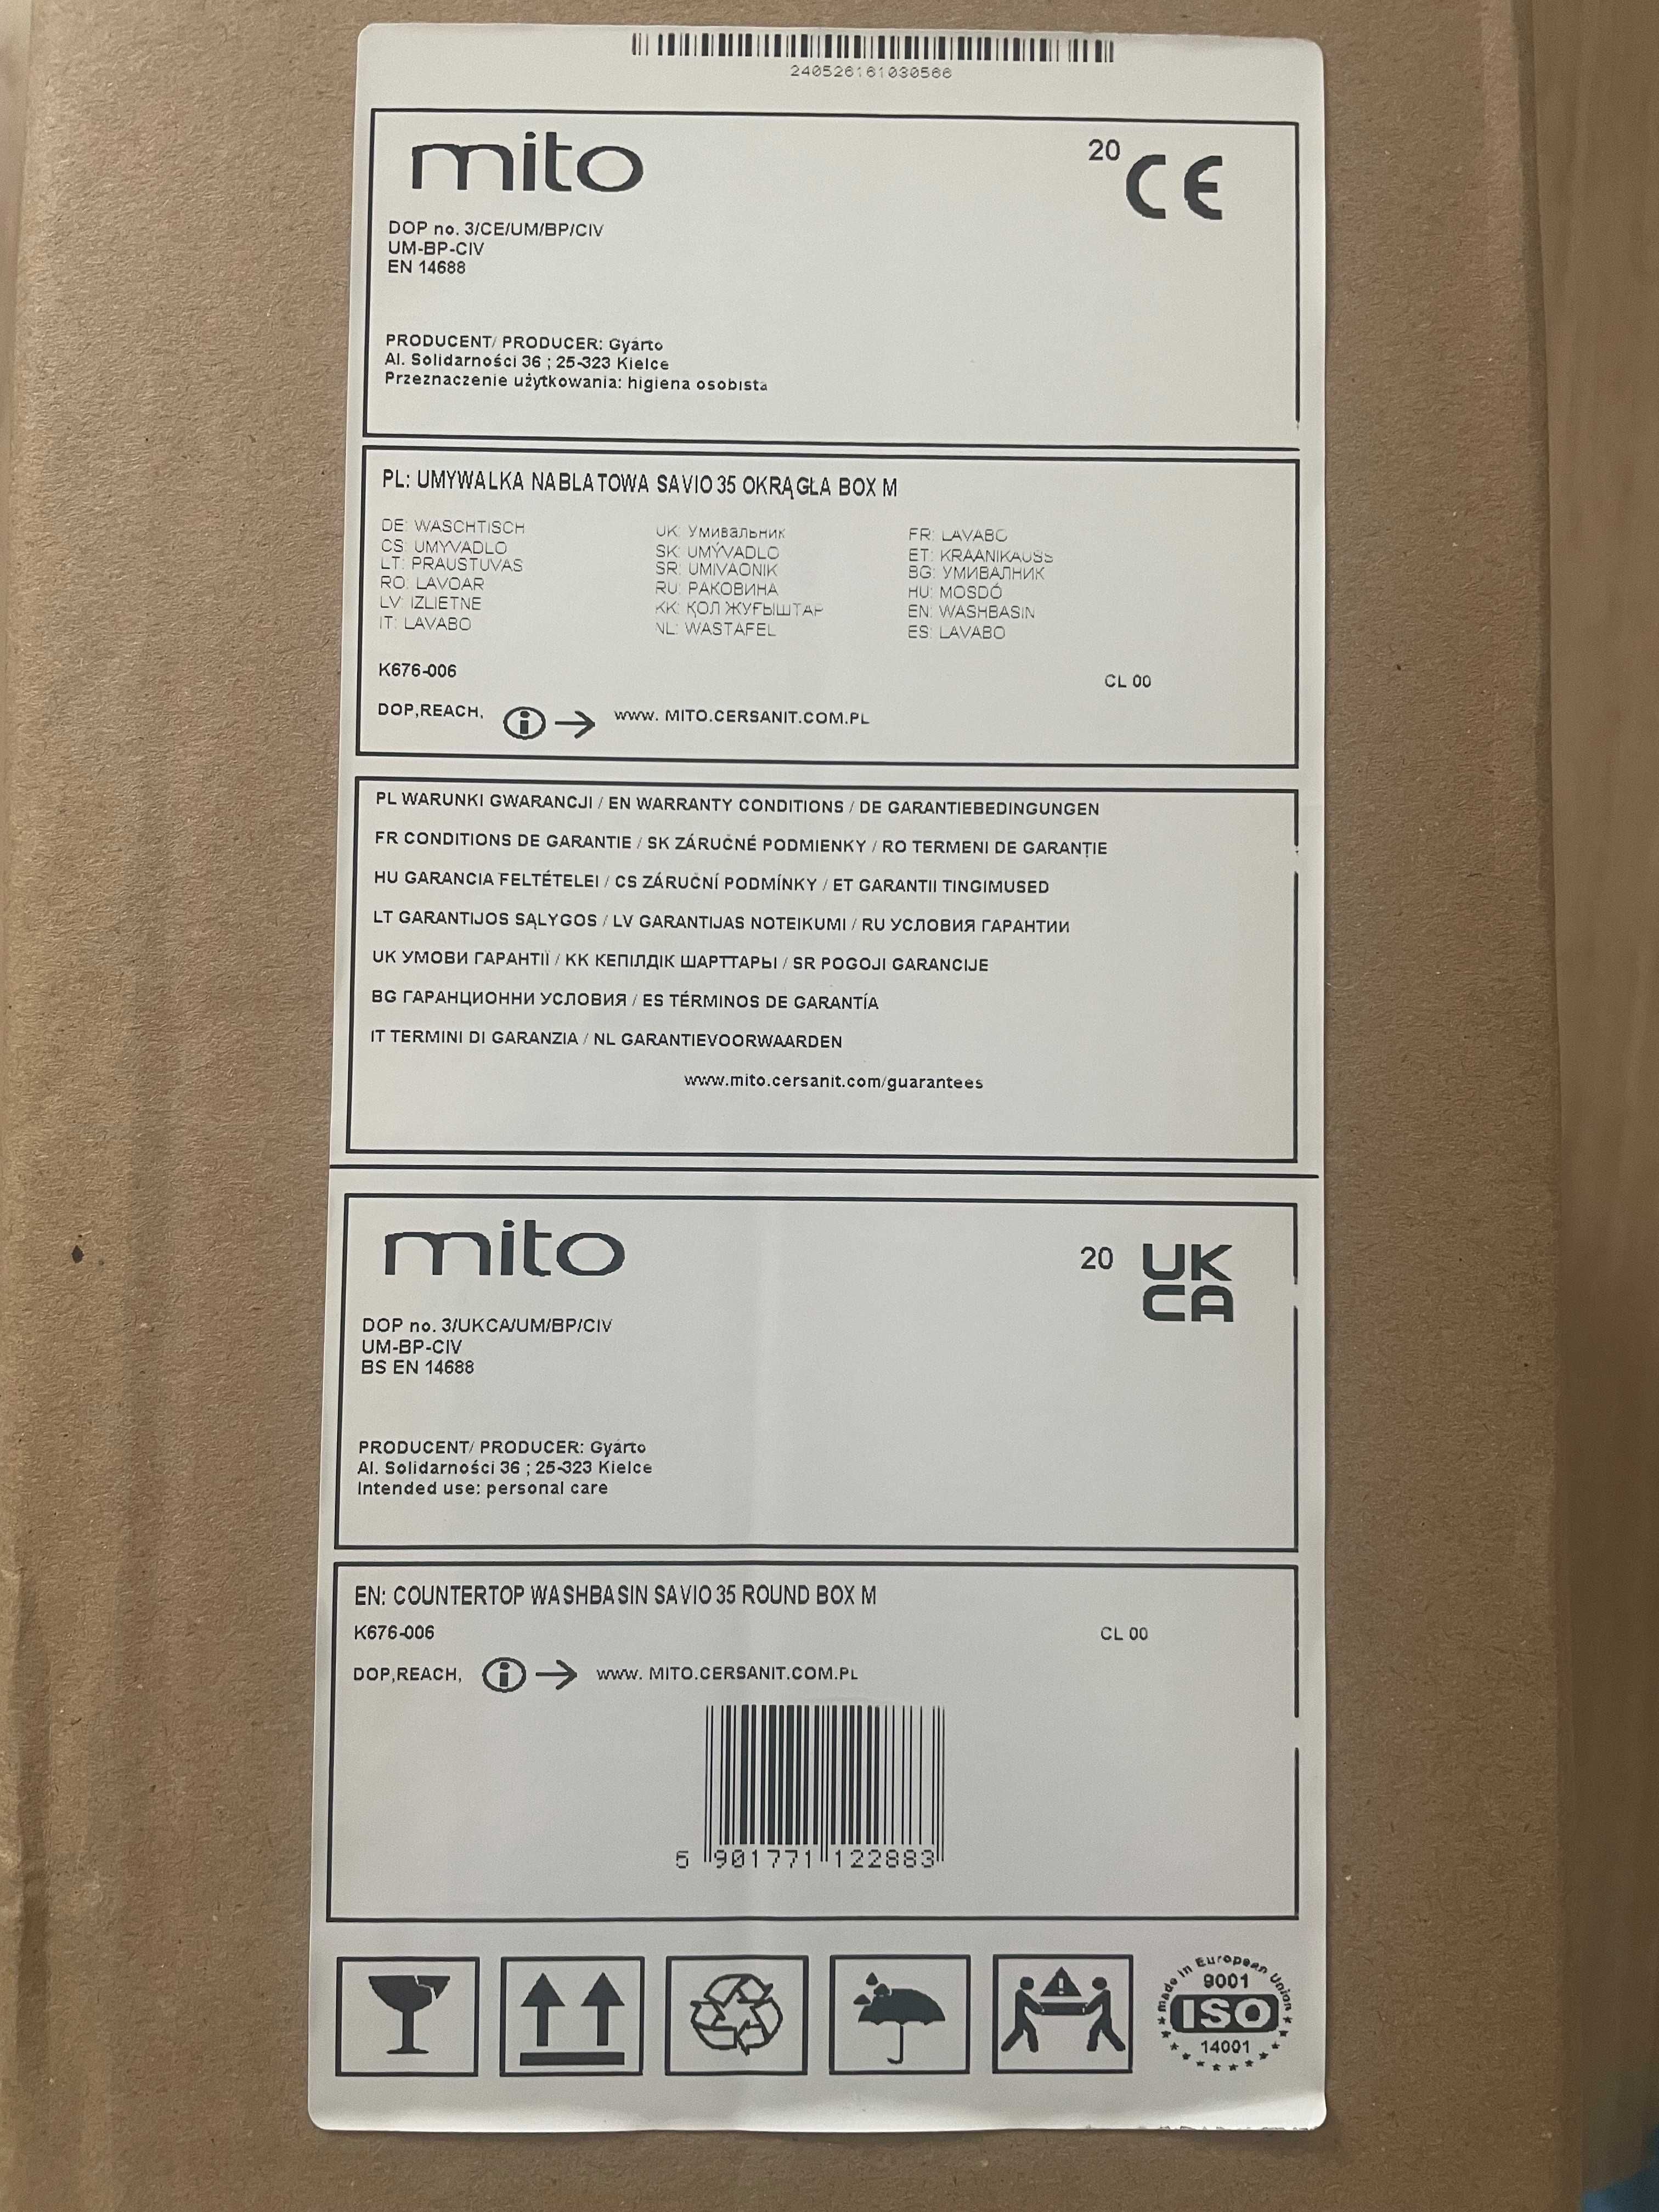 240526161030566
mito
20 CE
DOP no. 3/CE/UM/BP/CIV
UM-BP-CIV
EN 14688
PRODUCENT/ PRODUCER: Gyárto
Al. Solidarności 36 ; 25-323 Kielce
Przeznaczenie użytkowania: higiena osobista
PL: UMYWALKA NABLATOWA SAVIO 35 OKRĄGŁA BOX M
DE: WASCHTISCH UK: Умивальник FR: LAVABO
CS: UMYVADLO SK: UMÝVADLO ET: KRAANIKAUSS
LT: PRAUSTUVAS SR: UMIVAONIK BG: УМИВАЛНИК
RO: LAVOAR RU: РАКОВИНА HU: MOSDÓ
LV: IZLIETNE KK: ҚОЛ ЖУҒЫШТАР EN: WASHBASIN
IT: LAVABO NL: WASTAFEL ES: LAVABO
K676-006 CL 00
DOP,REACH, i → www. MITO.CERSANIT.COM.PL
PL WARUNKI GWARANCJI / EN WARRANTY CONDITIONS / DE GARANTIEBEDINGUNGEN
FR CONDITIONS DE GARANTIE / SK ZÁRUČNÉ PODMIENKY / RO TERMENI DE GARANȚIE
HU GARANCIA FELTÉTELEI / CS ZÁRUČNÍ PODMÍNKY / ET GARANTII TINGIMUSED
LT GARANTIJOS SĄLYGOS / LV GARANTIJAS NOTEIKUMI / RU УСЛОВИЯ ГАРАНТИИ
UK УМОВИ ГАРАНТІЇ / KK КЕПІЛДІК ШАРТТАРЫ / SR POGOJI GARANCIJE
BG ГАРАНЦИОННИ УСЛОВИЯ / ES TÉRMINOS DE GARANTÍA
IT TERMINI DI GARANZIA / NL GARANTIEVOORWAARDEN
www.mito.cersanit.com/guarantees
mito
20 UK
CA
DOP no. 3/UKCA/UM/BP/CIV
UM-BP-CIV
BS EN 14688
PRODUCENT/ PRODUCER: Gyárto
Al. Solidarności 36 ; 25-323 Kielce
Intended use: personal care
EN: COUNTERTOP WASHBASIN SAVIO 35 ROUND BOX M
K676-006 CL 00
DOP,REACH, i → www. MITO.CERSANIT.COM.PL
5 901771 122883
made in European Union
9001
ISO
14001